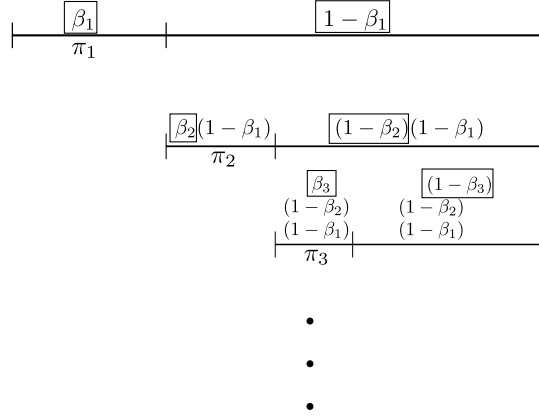 β₁ 1 − β₁
π₁
β₂(1 − β₁) (1 − β₂)(1 − β₁)
π₂
β₃ (1 − β₃)
(1 − β₂) (1 − β₂)
(1 − β₁) (1 − β₁)
π₃